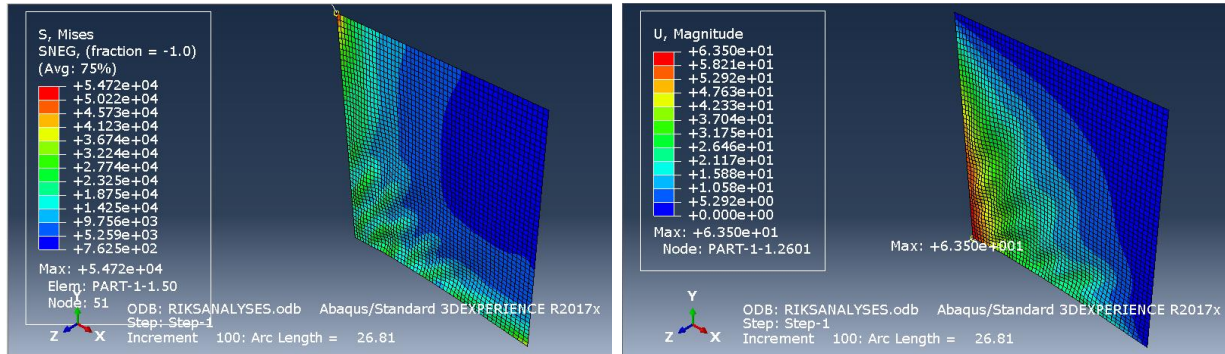 S, Mises
SNEG, (fraction = -1.0)
(Avg: 75%)
+5.472e+04
+5.022e+04
+4.573e+04
+4.123e+04
+3.674e+04
+3.224e+04
+2.774e+04
+2.325e+04
+1.875e+04
+1.425e+04
+9.756e+03
+5.259e+03
+7.625e+02
Max: +5.472e+04
Elem: PART-1-1.50
Node: 51
Y
Z
X
ODB: RIKSANALYSES.odb Abaqus/Standard 3DEXPERIENCE R2017x
Step: Step-1
Increment 100: Arc Length = 26.81
U, Magnitude
+6.350e+01
+5.821e+01
+5.292e+01
+4.763e+01
+4.233e+01
+3.704e+01
+3.175e+01
+2.646e+01
+2.117e+01
+1.588e+01
+1.058e+01
+5.292e+00
+0.000e+00
Max: +6.350e+01
Node: PART-1-1.2601
Max: +6.350e+001
Y
Z
X
ODB: RIKSANALYSES.odb Abaqus/Standard 3DEXPERIENCE R2017x
Step: Step-1
Increment 100: Arc Length = 26.81